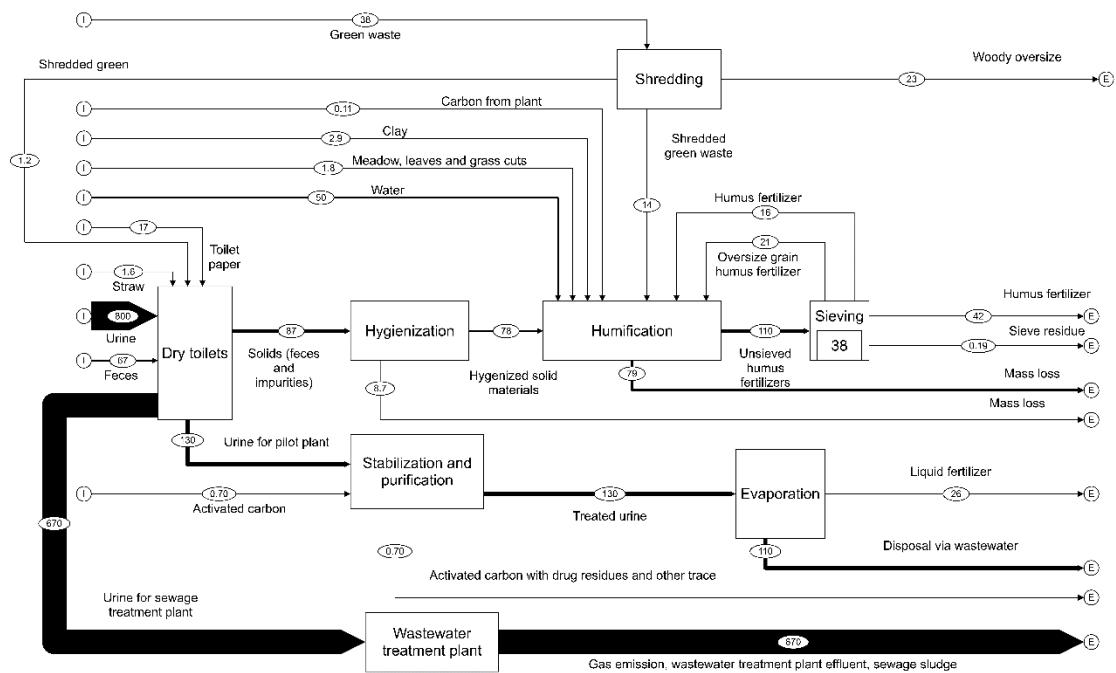 I
38
Green waste
Shredding
Woody oversize
23
E
Shredded green
1.2
I
0.11
Carbon from plant
I
2.9
Clay
I
1.8
Meadow, leaves and grass cuts
I
50
Water
Shredded
green waste
14
Humus fertilizer
16
21
Oversize grain
humus fertilizer
I
17
Toilet
paper
I
1.6
Straw
I
800
Urine
I
67
Feces
Dry toilets
87
Solids (feces
and
impurities)
Hygienization
78
Hygenized solid
materials
Humification
110
Unsieved
humus
fertilizers
Sieving
38
Humus fertilizer
42
E
Sieve residue
0.19
E
79
Mass loss
E
8.7
Mass loss
E
130
Urine for pilot plant
Stabilization and
purification
I
0.70
Activated carbon
130
Treated urine
Evaporation
Liquid fertilizer
26
E
110
Disposal via wastewater
E
0.70
Activated carbon with drug residues and other trace
E
670
Urine for sewage
treatment plant
Wastewater
treatment plant
670
E
Gas emission, wastewater treatment plant effluent, sewage sludge